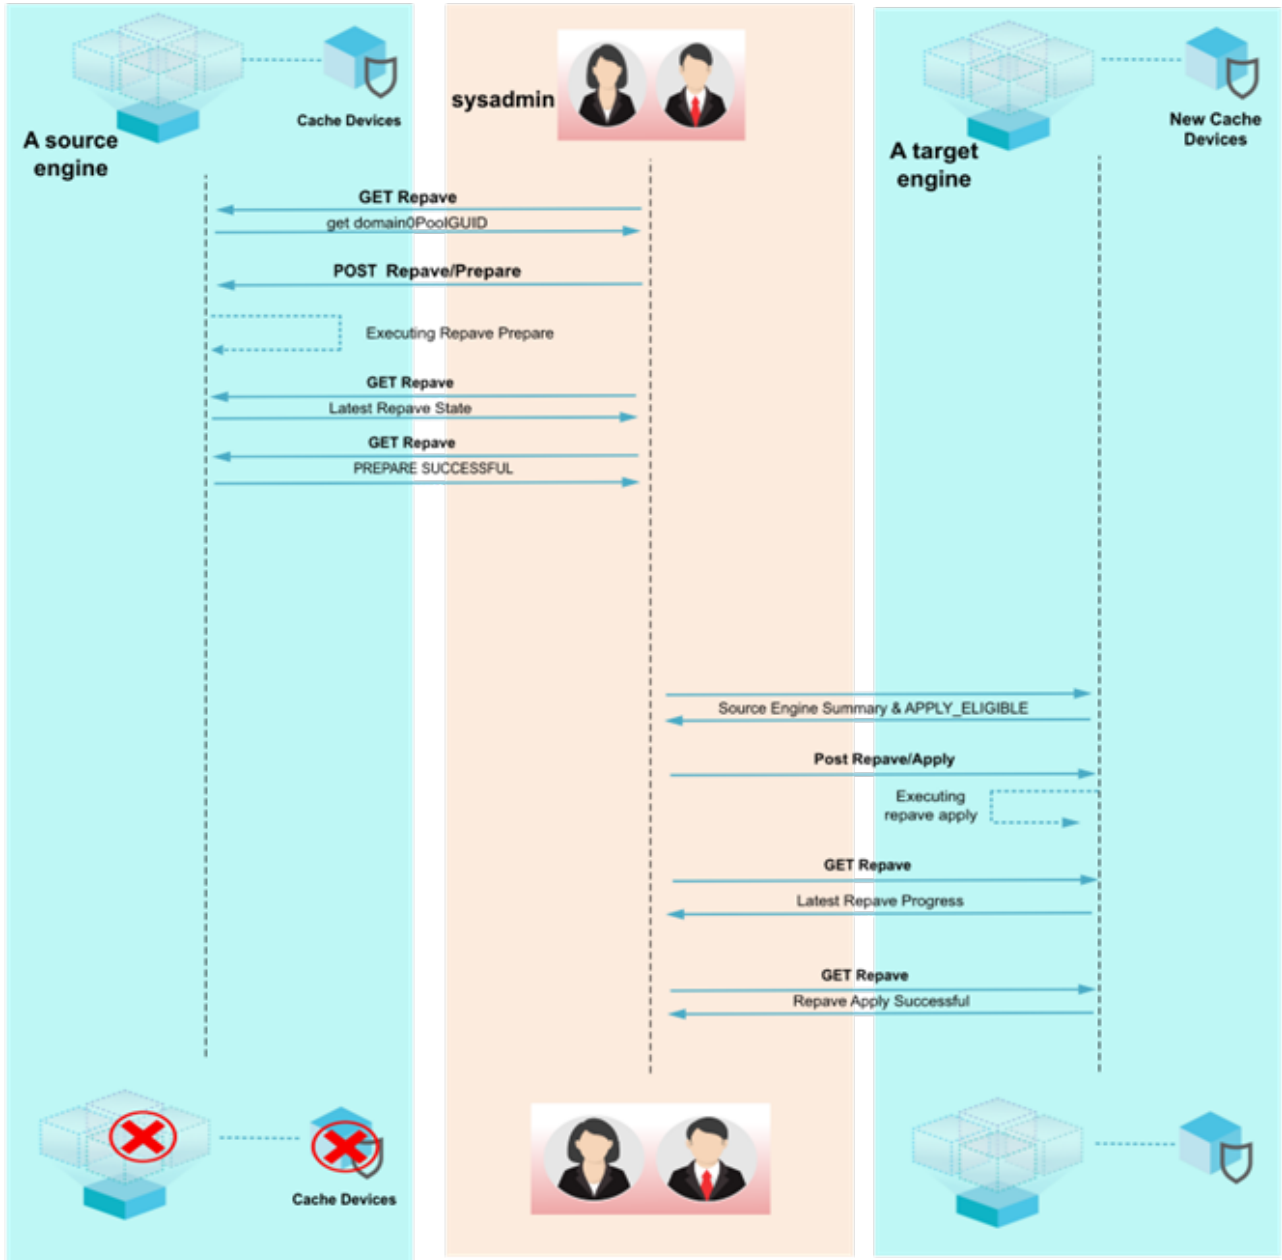 Cache Devices
A source
engine
sysadmin
New Cache
Devices
A target
engine
GET Repave
get domain0PoolGUID
POST  Repave/Prepare
Executing Repave Prepare
GET Repave
Latest Repave State
GET Repave
PREPARE SUCCESSFUL
Source Engine Summary & APPLY_ELIGIBLE
Post Repave/Apply
Executing
repave apply
GET Repave
Latest Repave Progress
GET Repave
Repave Apply Successful
Cache Devices